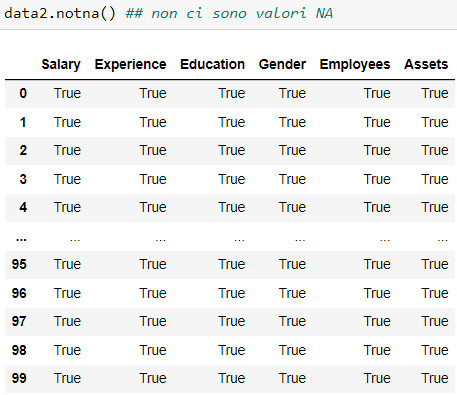 data2.notna() ## non ci sono valori NA
Salary Experience Education Gender Employees Assets
0 True True True True True True
1 True True True True True True
2 True True True True True True
3 True True True True True True
4 True True True True True True
... ... ... ... ... ... ...
95 True True True True True True
96 True True True True True True
97 True True True True True True
98 True True True True True True
99 True True True True True True